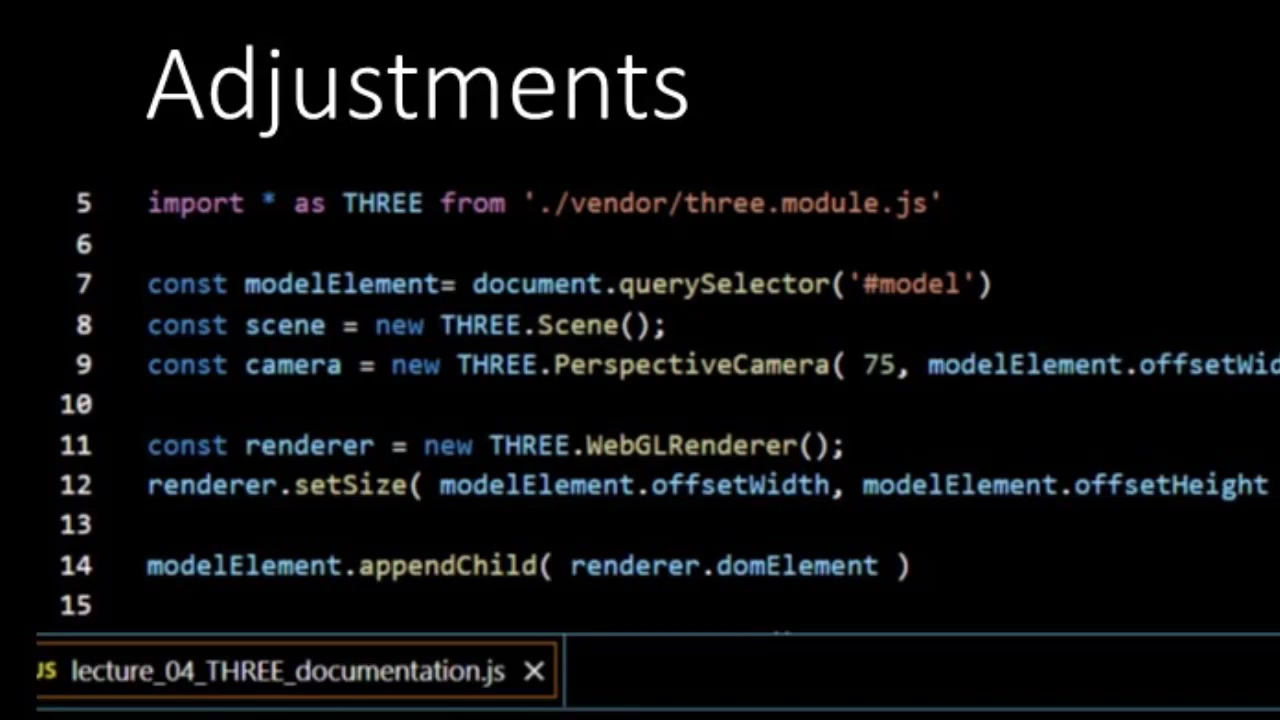 Adjustments
5 import * as THREE from './vendor/three.module.js'
6
7 const modelElement= document.querySelector('#model')
8 const scene = new THREE.Scene();
9 const camera = new THREE.PerspectiveCamera( 75, modelElement.offsetWid
10
11 const renderer = new THREE.WebGLRenderer();
12 renderer.setSize( modelElement.offsetWidth, modelElement.offsetHeight
13
14 modelElement.appendChild( renderer.domElement )
15
JS lecture_04_THREE_documentation.js ×